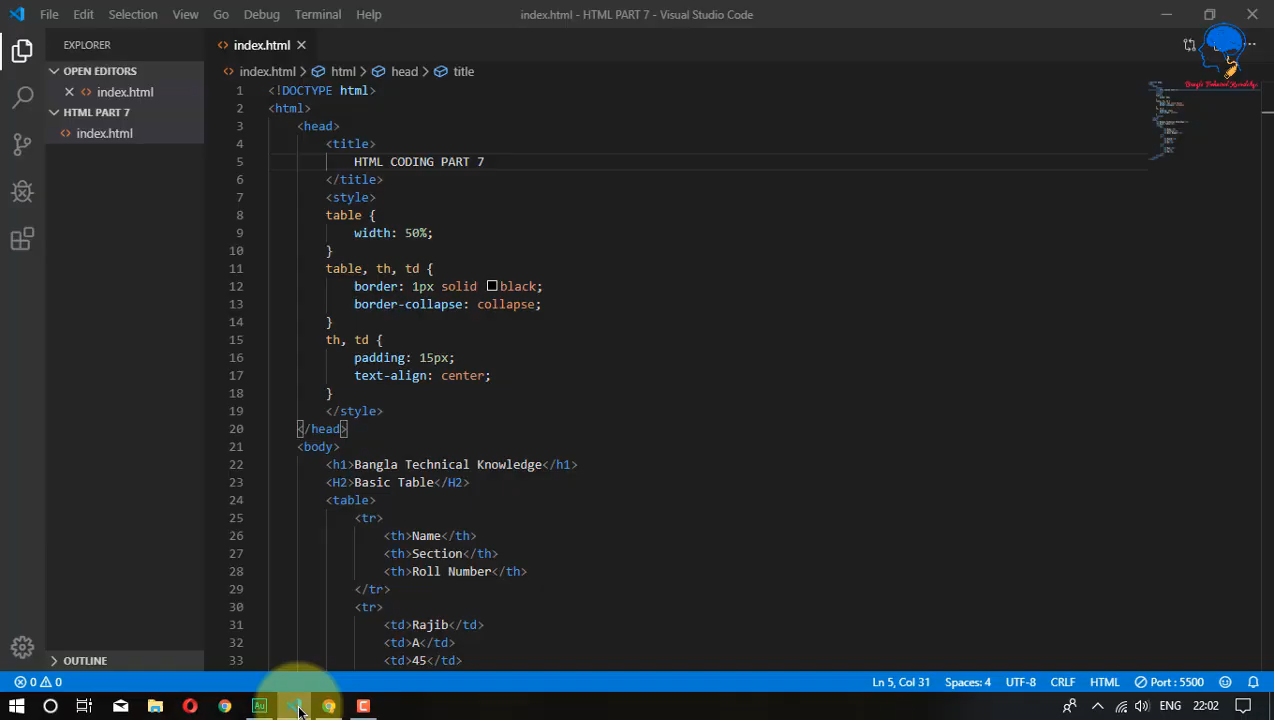 File Edit Selection View Go Debug Terminal Help
index.html - HTML PART 7 - Visual Studio Code
EXPLORER
OPEN EDITORS
index.html
HTML PART 7
index.html
OUTLINE
index.html
index.html > html > head > title
1 <!DOCTYPE html>
2 <html>
3 <head>
4 <title>
5 HTML CODING PART 7
6 </title>
7 <style>
8 table {
9 width: 50%;
10 }
11 table, th, td {
12 border: 1px solid black;
13 border-collapse: collapse;
14 }
15 th, td {
16 padding: 15px;
17 text-align: center;
18 }
19 </style>
20 </head>
21 <body>
22 <h1>Bangla Technical Knowledge</h1>
23 <H2>Basic Table</H2>
24 <table>
25 <tr>
26 <th>Name</th>
27 <th>Section</th>
28 <th>Roll Number</th>
29 </tr>
30 <tr>
31 <td>Rajib</td>
32 <td>A</td>
33 <td>45</td>
Bangla Technical Knowledge
0 0 Ln 5, Col 31 Spaces: 4 UTF-8 CRLF HTML Port : 5500
Au C ENG 22:02